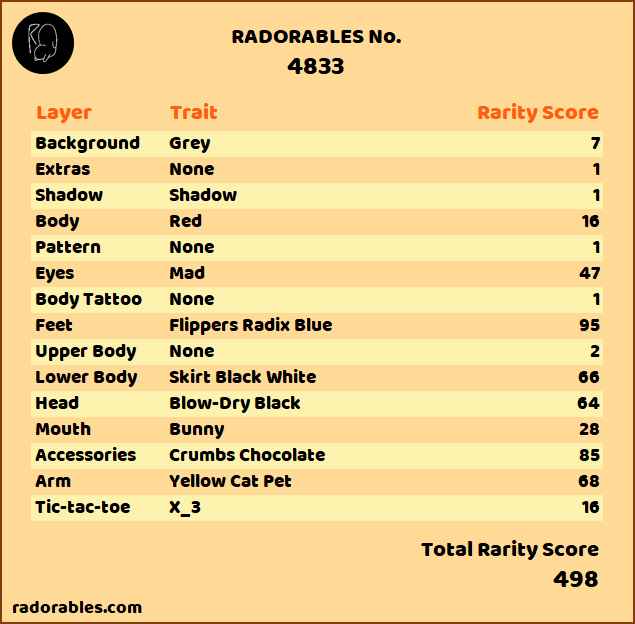 RADORABLES No.
4833
Layer Trait Rarity Score
Background Grey 7
Extras None 1
Shadow Shadow 1
Body Red 16
Pattern None 1
Eyes Mad 47
Body Tattoo None 1
Feet Flippers Radix Blue 95
Upper Body None 2
Lower Body Skirt Black White 66
Head Blow-Dry Black 64
Mouth Bunny 28
Accessories Crumbs Chocolate 85
Arm Yellow Cat Pet 68
Tic-tac-toe X_3 16
Total Rarity Score
498
radorables.com